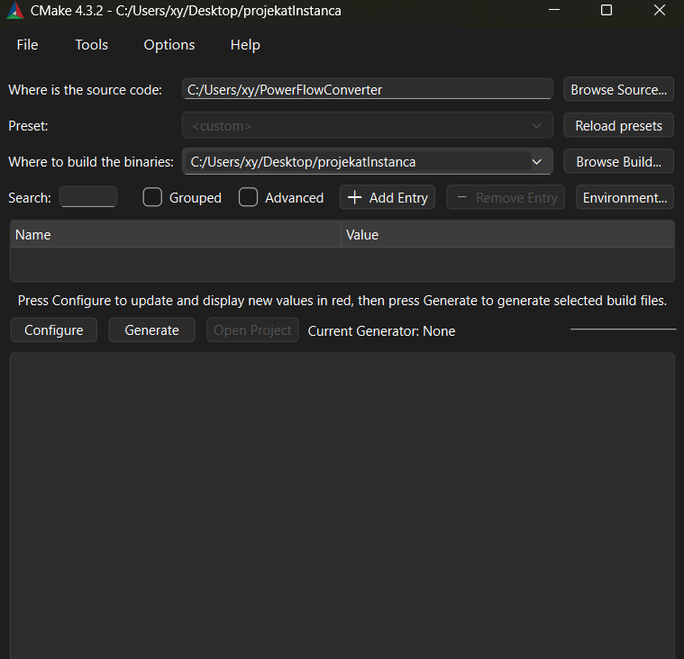 CMake 4.3.2 - C:/Users/xy/Desktop/projekatInstanca
File Tools Options Help
Where is the source code: C:/Users/xy/PowerFlowConverter Browse Source...
Preset: <custom> Reload presets
Where to build the binaries: C:/Users/xy/Desktop/projekatInstanca Browse Build...
Search: Grouped Advanced Add Entry Remove Entry Environment...
Name Value
Press Configure to update and display new values in red, then press Generate to generate selected build files.
Configure Generate Open Project Current Generator: None